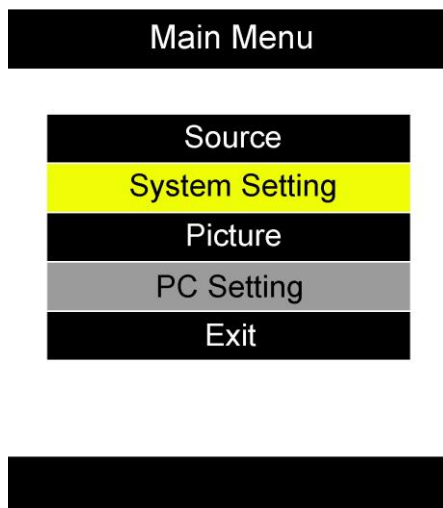 Main Menu
Source
System Setting
Picture
PC Setting
Exit